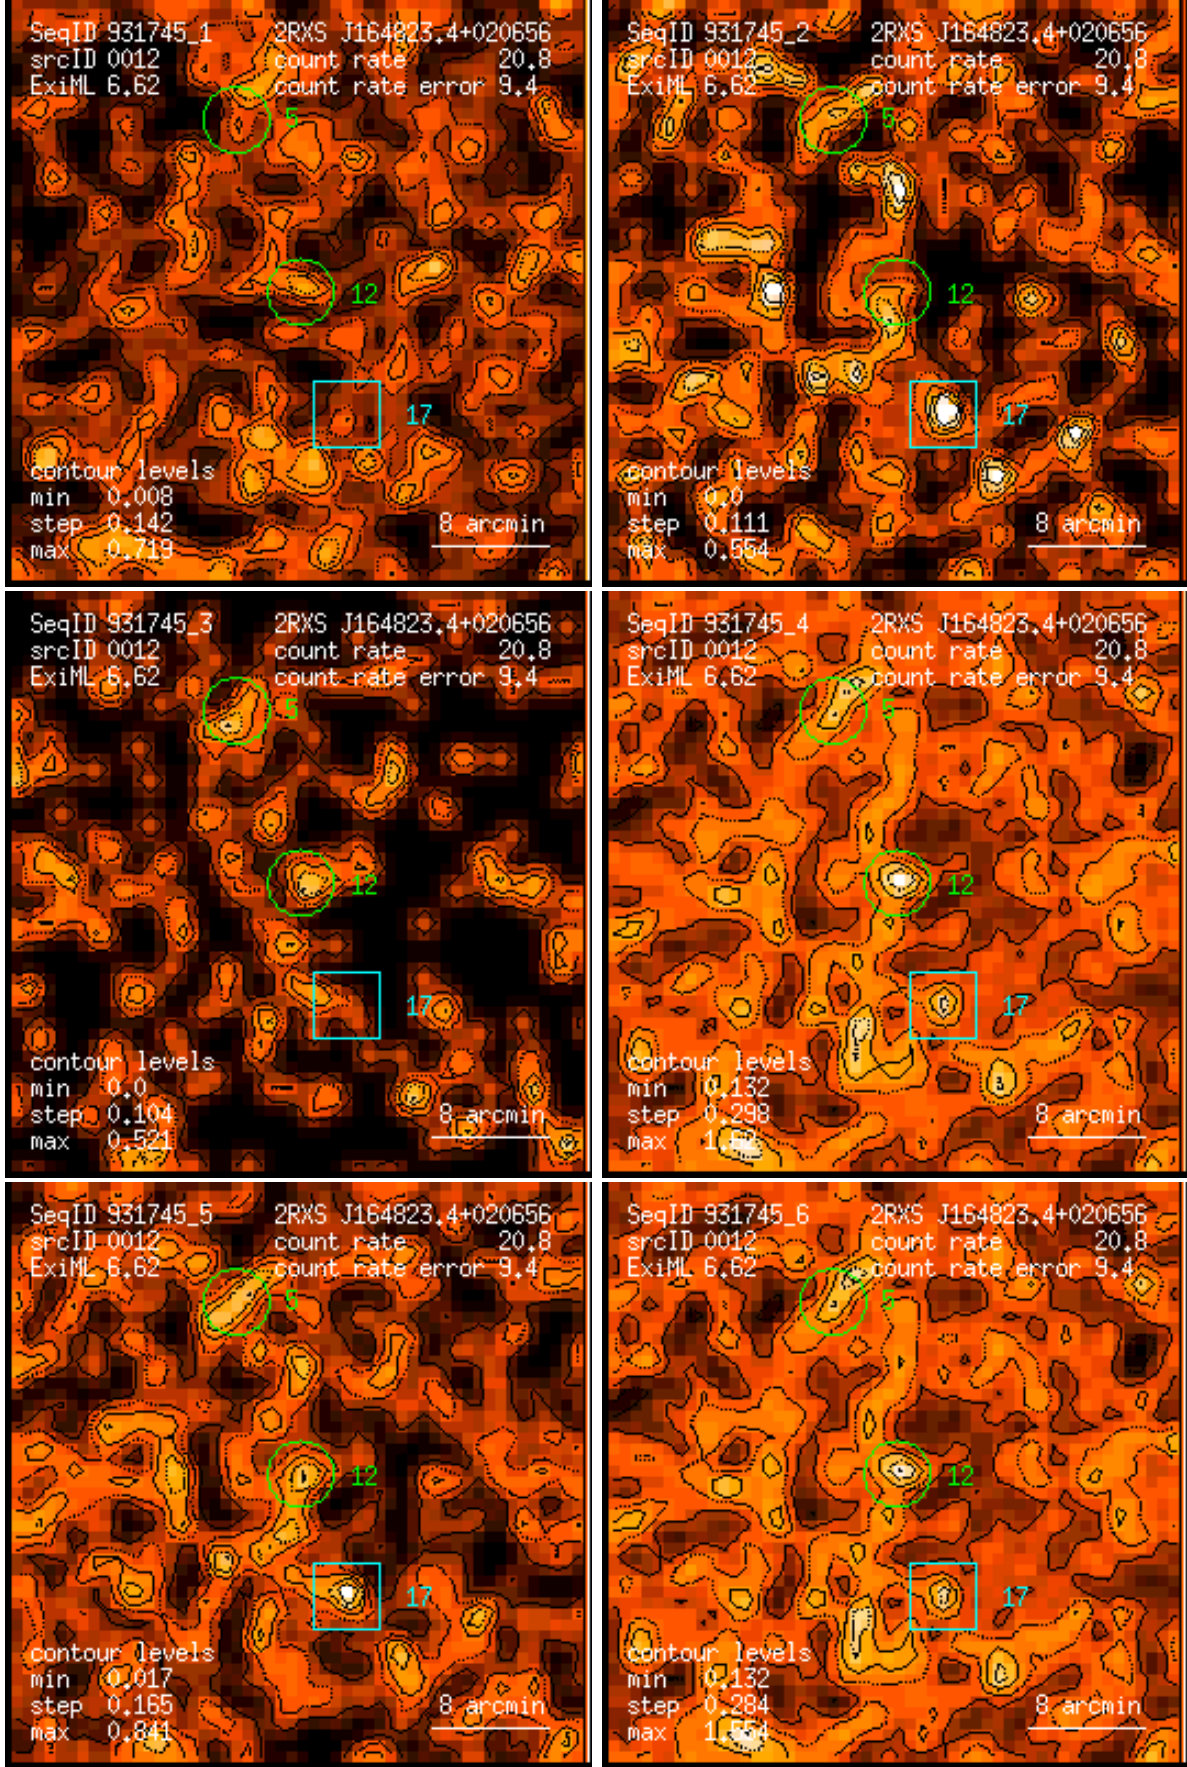 SeqID 931745_1 2RXS J164823.4+020656
srcID 0012 count rate 20.8
ExiML 6.62 count rate error 9.4
5
12
17
contour levels
min 0.008
step 0.142
max 0.719
8 arcmin
SeqID 931745_2 2RXS J164823.4+020656
srcID 0012 count rate 20.8
ExiML 6.62 count rate error 9.4
5
12
17
contour levels
min 0.0
step 0.111
max 0.554
8 arcmin
SeqID 931745_3 2RXS J164823.4+020656
srcID 0012 count rate 20.8
ExiML 6.62 count rate error 9.4
5
12
17
contour levels
min 0.0
step 0.104
max 0.521
8 arcmin
SeqID 931745_4 2RXS J164823.4+020656
srcID 0012 count rate 20.8
ExiML 6.62 count rate error 9.4
5
12
17
contour levels
min 0.132
step 0.298
max
8 arcmin
SeqID 931745_5 2RXS J164823.4+020656
srcID 0012 count rate 20.8
ExiML 6.62 count rate error 9.4
5
12
17
contour levels
min 0.017
step 0.165
max 0.841
8 arcmin
SeqID 931745_6 2RXS J164823.4+020656
srcID 0012 count rate 20.8
ExiML 6.62 count rate error 9.4
5
12
17
contour levels
min 0.132
step 0.284
max 1.554
8 arcmin